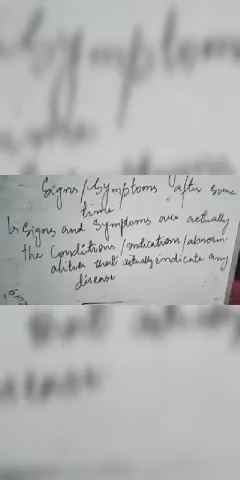 Signs/Symptoms after some
time
↳ Signs and Symptoms are actually
the Conditions/indications/abnorm-
alities that actually indicate any
disease